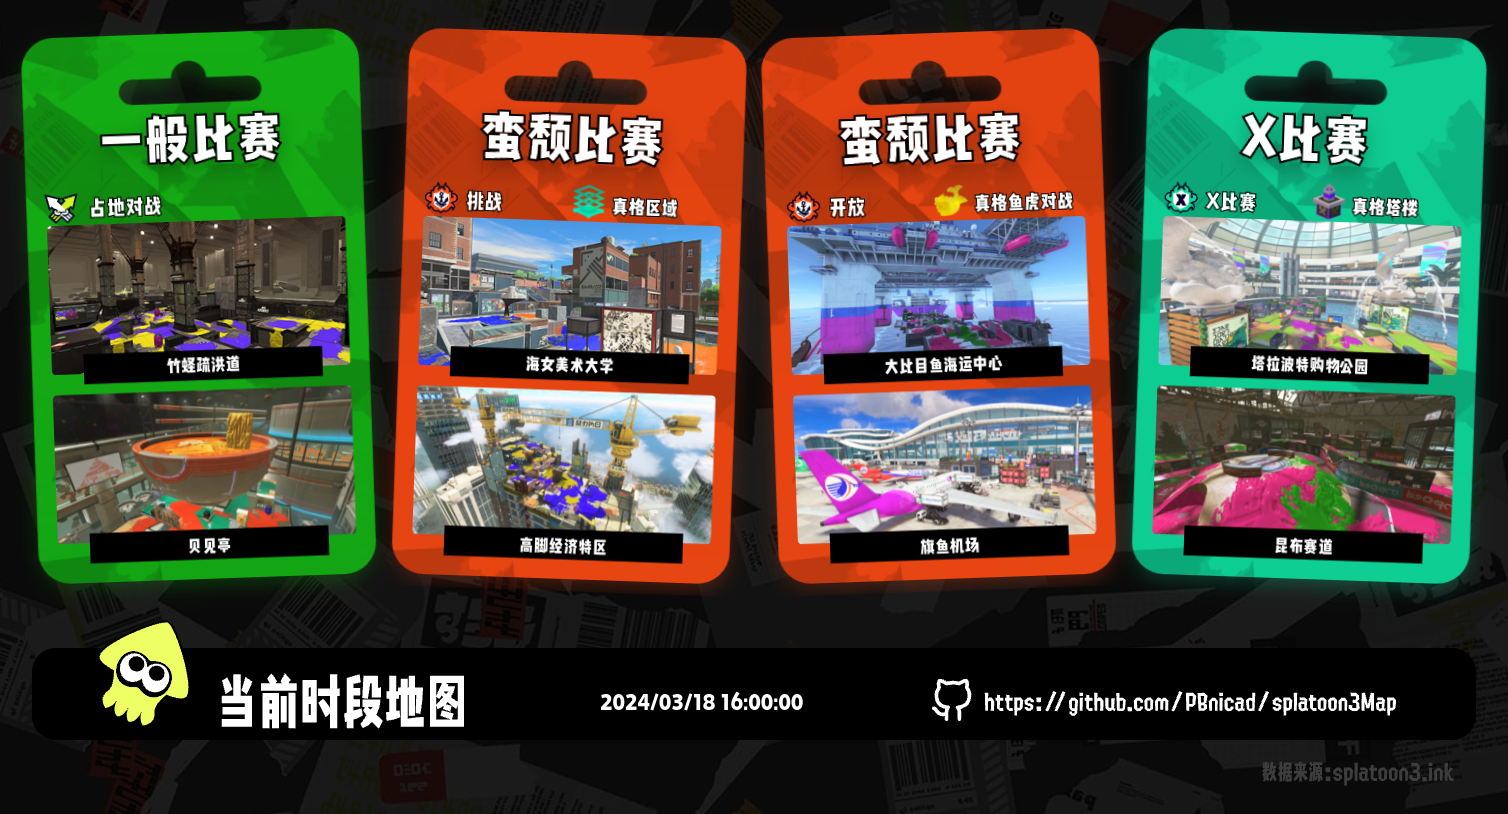 一般比赛
占地对战
竹蛏疏洪道
贝见亭
蛮颓比赛
挑战
真格区域
海女美术大学
高脚经济特区
蛮颓比赛
开放
真格鱼虎对战
大比目鱼海运中心
旗鱼机场
X比赛
X比赛
真格塔楼
塔拉波特购物公园
昆布赛道
当前时段地图
2024/03/18 16:00:00
https://github.com/PBnicad/splatoon3Map
数据来源:splatoon3.ink